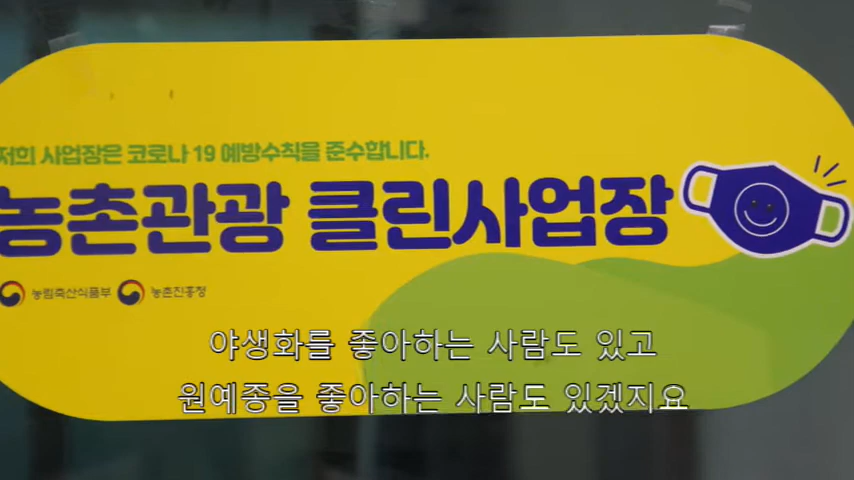 저희 사업장은 코로나 19 예방수칙을 준수합니다.
농촌관광 클린사업장
농림축산식품부 농촌진흥청
야생화를 좋아하는 사람도 있고
원예종을 좋아하는 사람도 있겠지요